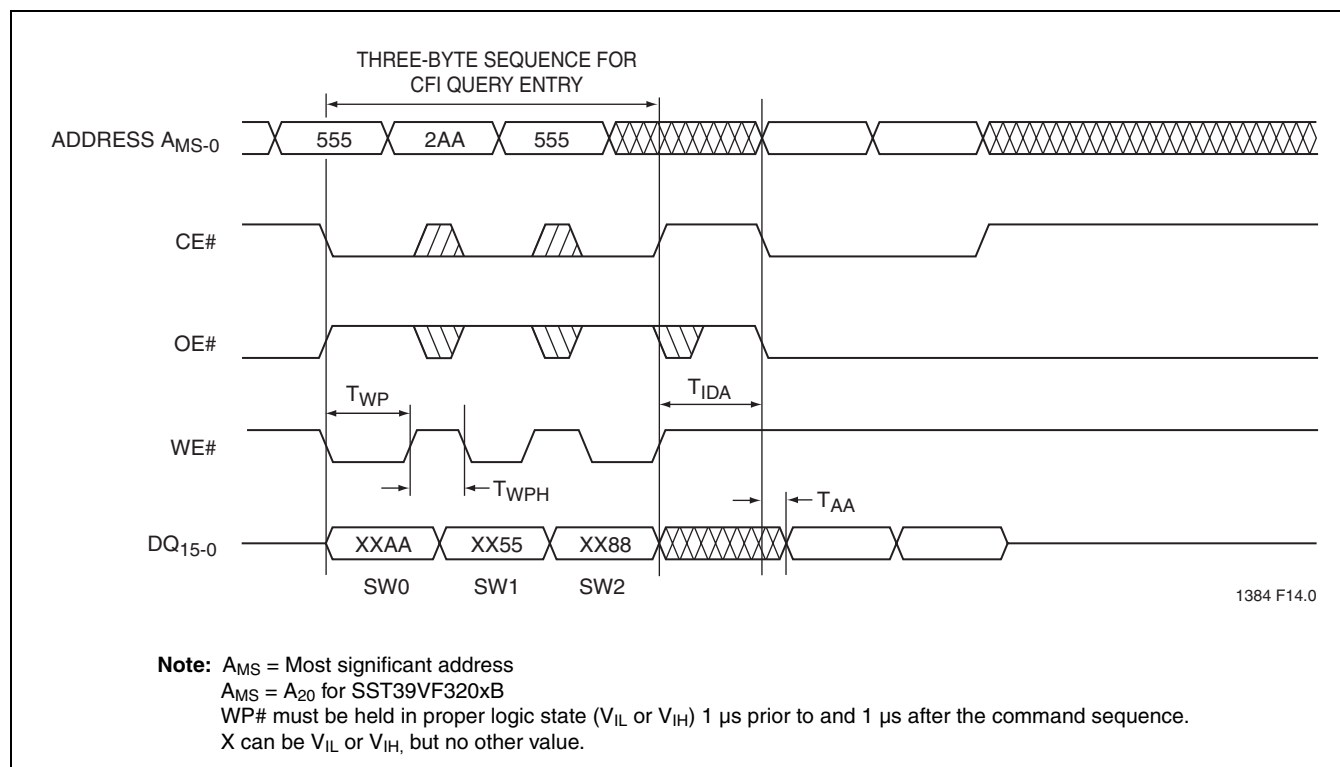 THREE-BYTE SEQUENCE FOR
CFI QUERY ENTRY
ADDRESS AMS-0
555
2AA
555
CE#
OE#
TWP
TIDA
WE#
TWPH
TAA
DQ15-0
XXAA
XX55
XX88
SW0
SW1
SW2
1384 F14.0
Note: AMS = Most significant address
AMS = A20 for SST39VF320xB
WP# must be held in proper logic state (VIL or VIH) 1 µs prior to and 1 µs after the command sequence.
X can be VIL or VIH, but no other value.